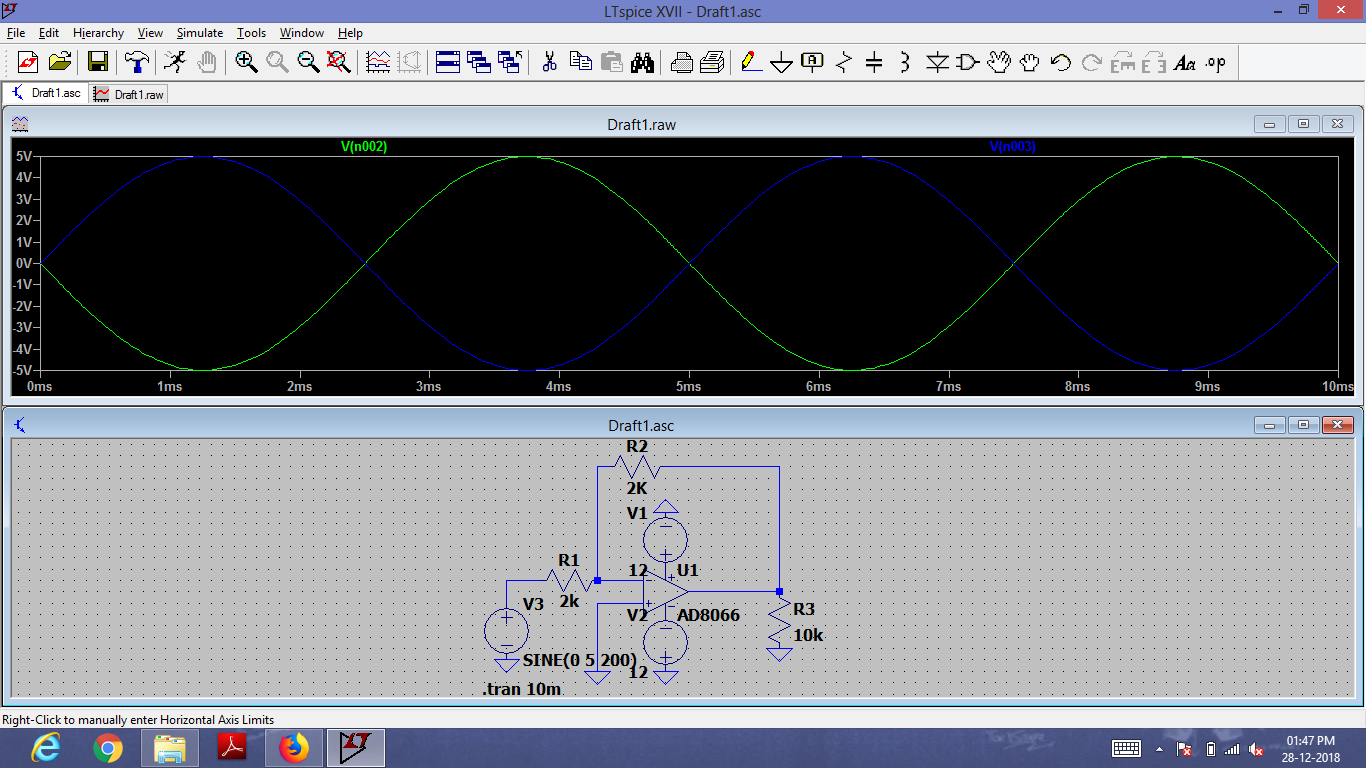 LTspice XVII - Draft1.asc
File Edit Hierarchy View Simulate Tools Window Help
A Aa .op
Draft1.asc Draft1.raw
Draft1.raw
V(n002) V(n003)
5V
4V
3V
2V
1V
0V
-1V
-2V
-3V
-4V
-5V
0ms 1ms 2ms 3ms 4ms 5ms 6ms 7ms 8ms 9ms 10ms
Draft1.asc
R2
2K
V1
12
R1
2k
U1
V3
V2
AD8066
R3
10k
SINE(0 5 200)
12
.tran 10m
Right-Click to manually enter Horizontal Axis Limits
01:47 PM
28-12-2018